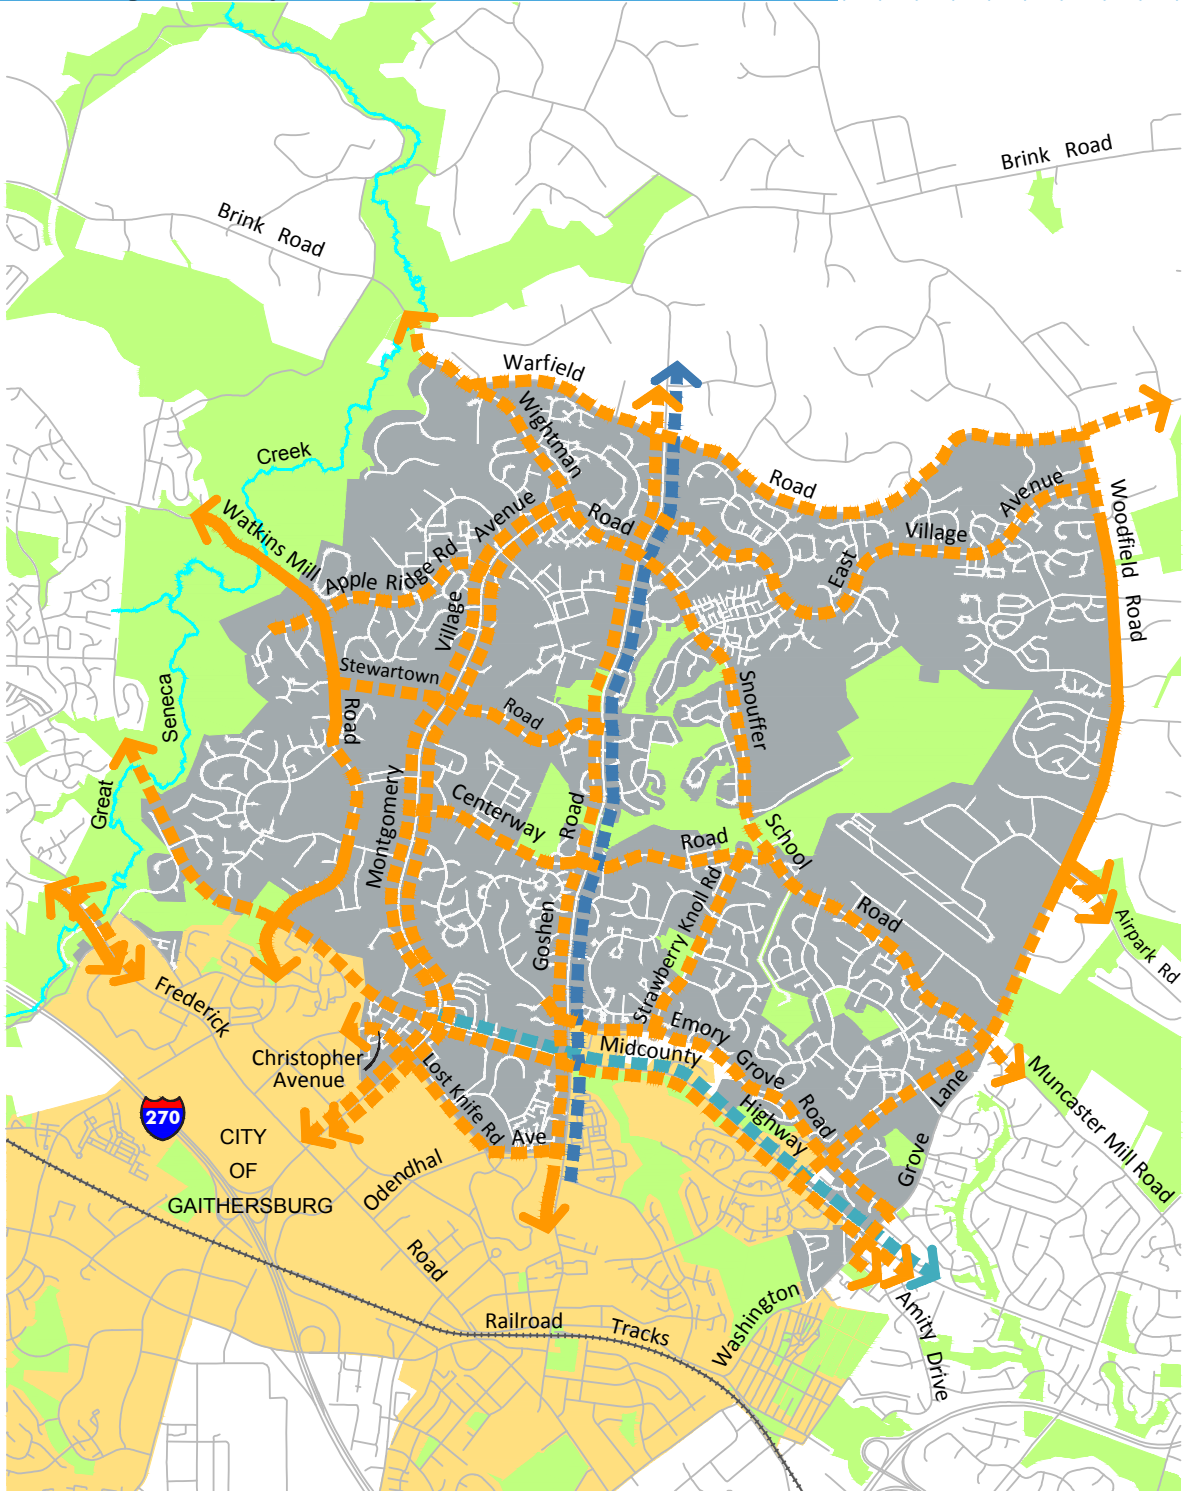 Brink Road
Brink Road
Warfield
Wightman
Creek
Road
Avenue
Woodfield Road
Watkins Mill
Avenue
Road
Village
Apple Ridge Rd
East
Village
Stewartown
Seneca
Road
Road
Snouffer
Great
Montgomery
Centerway
Road
Road
School
Strawberry Knoll Rd
Road
Goshen
Airpark Rd
Frederick
Emory
Grove
Road
Midcounty
Highway
Christopher
Avenue
Lost Knife Rd
Ave
Lane
Grove
Muncaster Mill Road
270
CITY
OF
GAITHERSBURG
Odendhal
Road
Washington
Amity Drive
Railroad Tracks